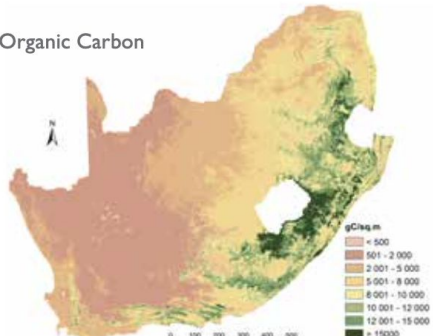 Organic Carbon
N
gC/sq.m
< 500
501 - 2 000
2 001 - 5 000
5 001 - 8 000
8 001 - 10 000
10 001 - 12 000
12 001 - 15 000
> 15000